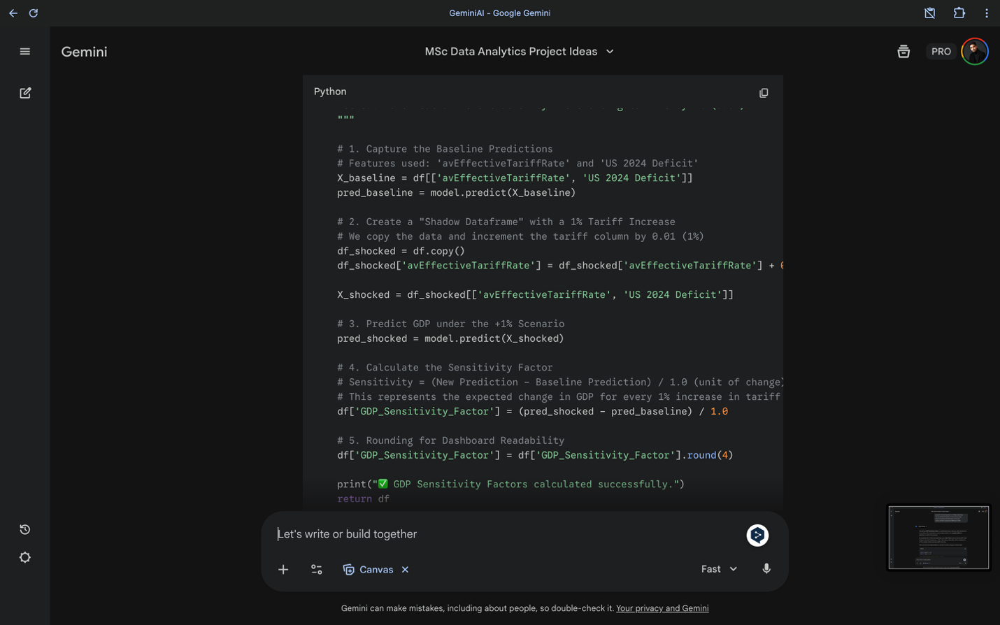 GeminiAI - Google Gemini
Gemini
MSc Data Analytics Project Ideas
PRO
Python
"""
# 1. Capture the Baseline Predictions
# Features used: 'avEffectiveTariffRate' and 'US 2024 Deficit'
X_baseline = df[['avEffectiveTariffRate', 'US 2024 Deficit']]
pred_baseline = model.predict(X_baseline)
# 2. Create a "Shadow Dataframe" with a 1% Tariff Increase
# We copy the data and increment the tariff column by 0.01 (1%)
df_shocked = df.copy()
df_shocked['avEffectiveTariffRate'] = df_shocked['avEffectiveTariffRate'] +
X_shocked = df_shocked[['avEffectiveTariffRate', 'US 2024 Deficit']]
# 3. Predict GDP under the +1% Scenario
pred_shocked = model.predict(X_shocked)
# 4. Calculate the Sensitivity Factor
# Sensitivity = (New Prediction - Baseline Prediction) / 1.0 (unit of change)
# This represents the expected change in GDP for every 1% increase in tariff
df['GDP_Sensitivity_Factor'] = (pred_shocked - pred_baseline) / 1.0
# 5. Rounding for Dashboard Readability
df['GDP_Sensitivity_Factor'] = df['GDP_Sensitivity_Factor'].round(4)
print("✅ GDP Sensitivity Factors calculated successfully.")
return df
Let's write or build together
Canvas
Fast
Gemini can make mistakes, including about people, so double-check it. Your privacy and Gemini